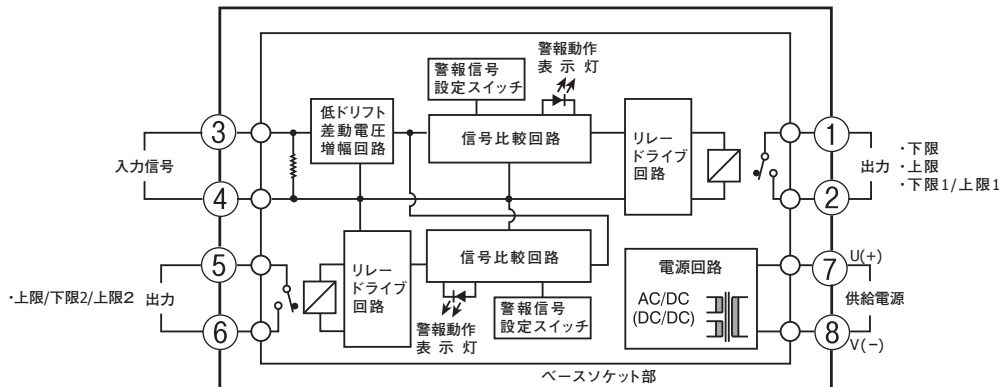 警報動作
表示灯
警報信号
設定スイッチ
低ドリフト
差動電圧
増幅回路
信号比較回路
リレー
ドライブ
回路
3
4
入力信号
1
2
出力
・下限
・上限
・下限1/上限1
5
6
・上限/下限2/上限2 出力
リレー
ドライブ
回路
信号比較回路
警報動作
表示灯
警報信号
設定スイッチ
電源回路
AC/DC
(DC/DC)
7
U(+)
供給電源
8
V(−)
ベースソケット部